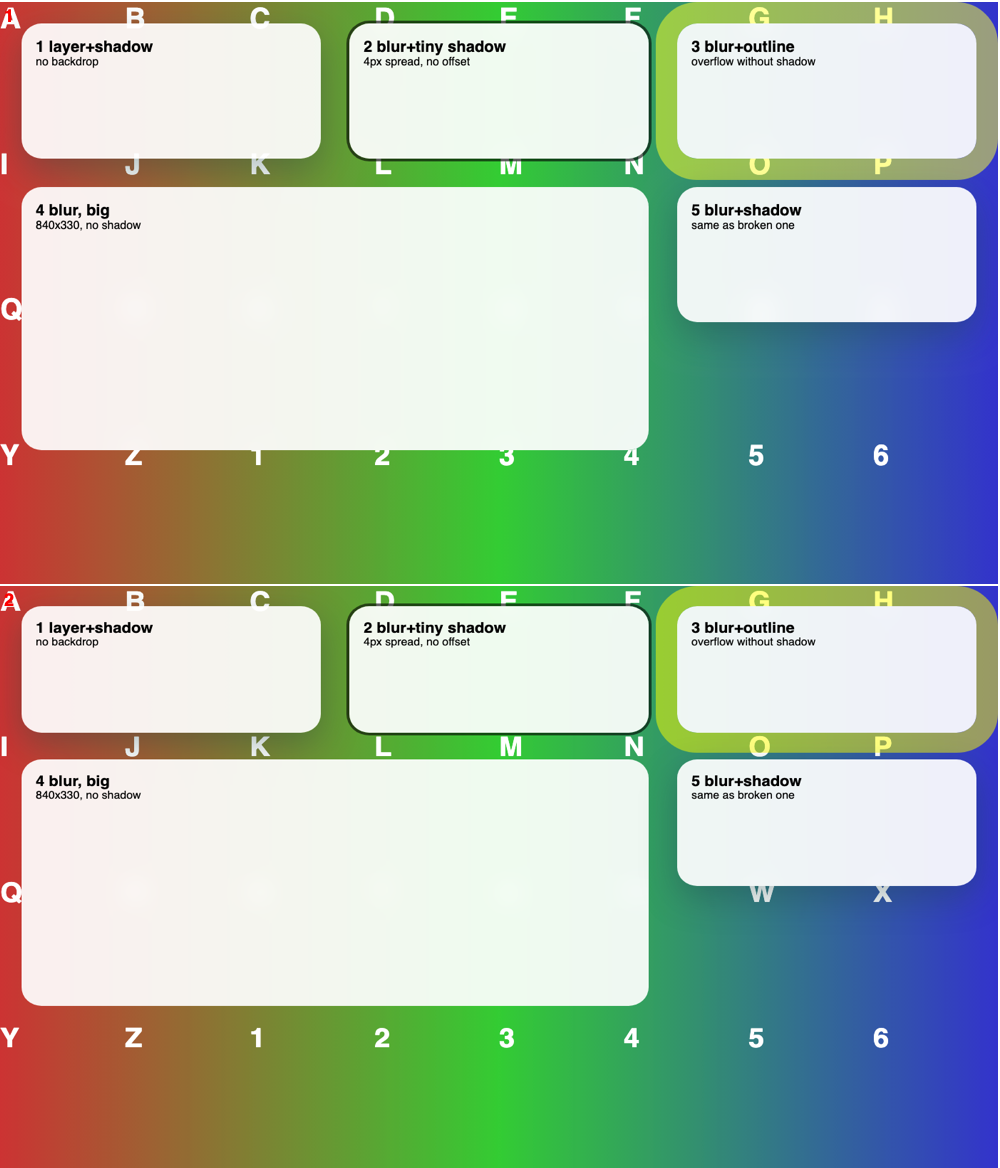 1
A B C D E F G H
1 layer+shadow
no backdrop
2 blur+tiny shadow
4px spread, no offset
3 blur+outline
overflow without shadow
I J K L M N O P
4 blur, big
840x330, no shadow
5 blur+shadow
same as broken one
Q
Y Z 1 2 3 4 5 6
2
A B C D E F G H
1 layer+shadow
no backdrop
2 blur+tiny shadow
4px spread, no offset
3 blur+outline
overflow without shadow
I J K L M N O P
4 blur, big
840x330, no shadow
5 blur+shadow
same as broken one
Q W X
Y Z 1 2 3 4 5 6